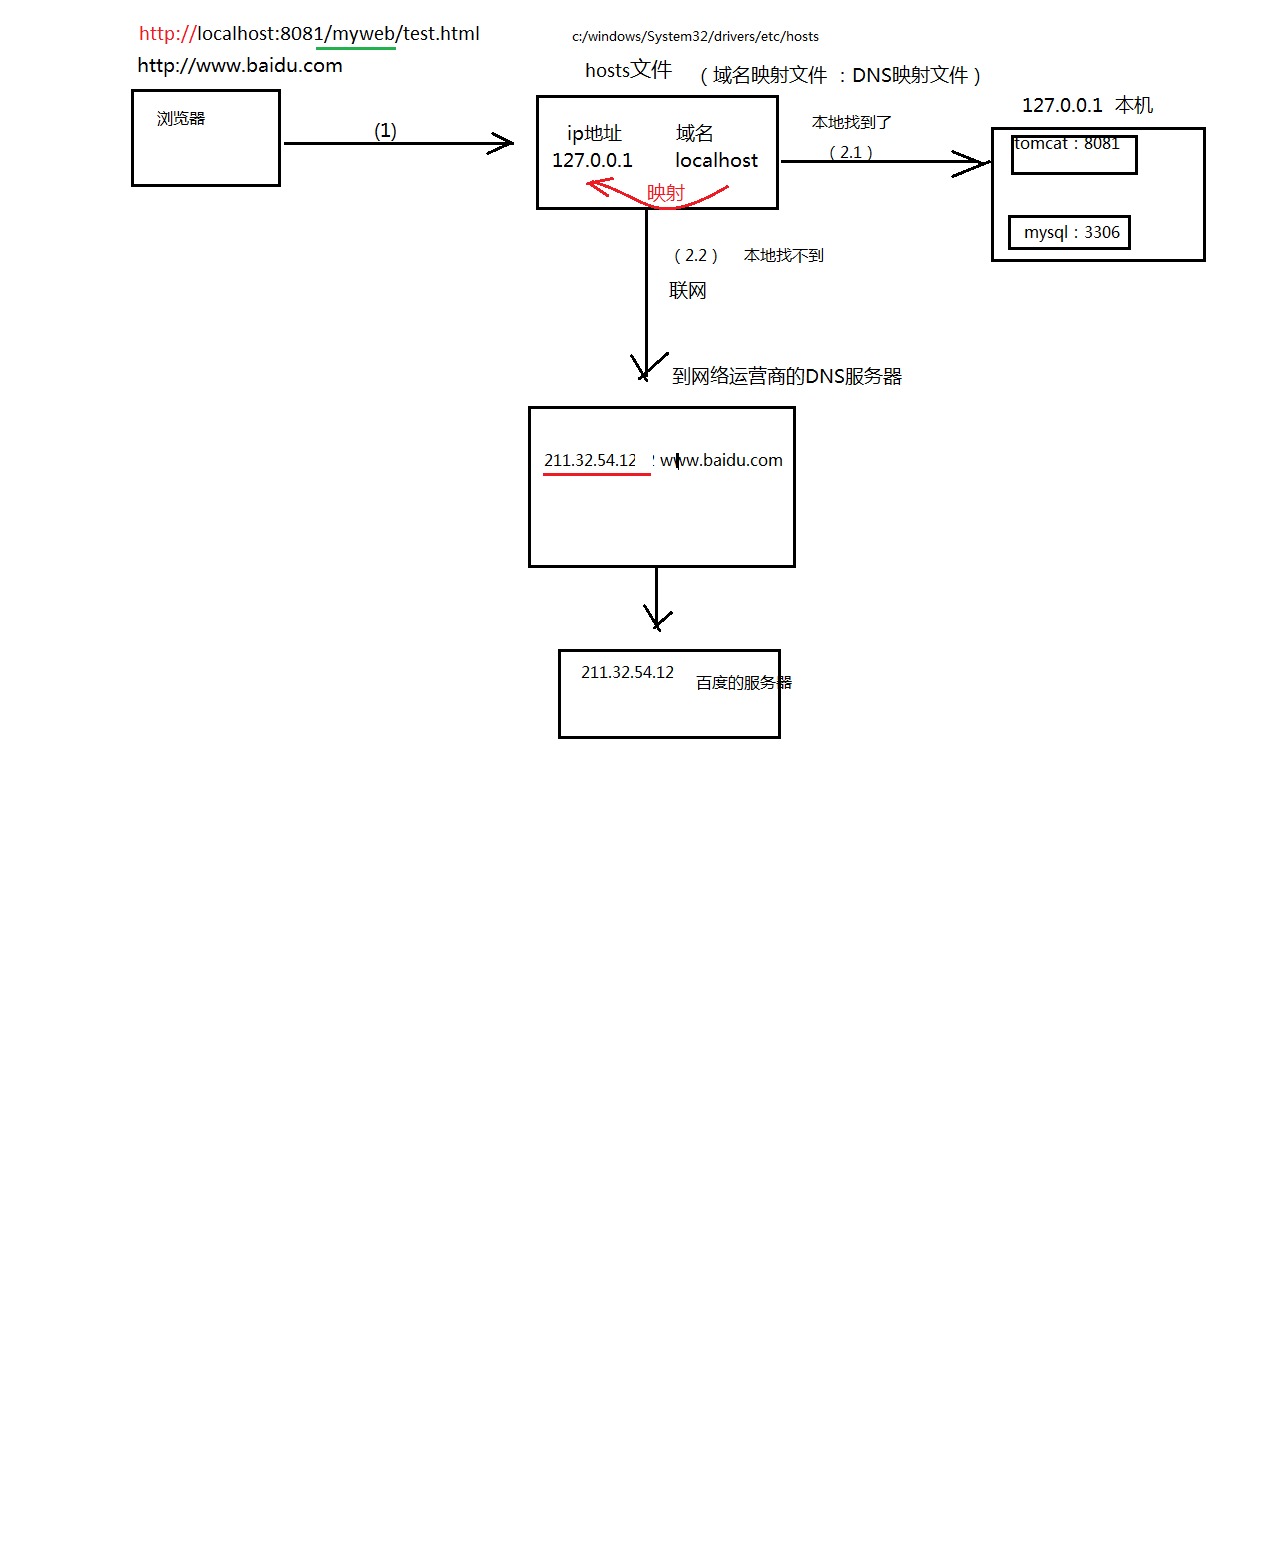 http://localhost:8081/myweb/test.html
http://www.baidu.com
浏览器
(1)
c:/windows/System32/drivers/etc/hosts
hosts文件 （域名映射文件 ：DNS映射文件）
ip地址 域名
127.0.0.1 localhost
映射
本地找到了
（2.1）
127.0.0.1 本机
tomcat：8081
mysql：3306
（2.2） 本地找不到
联网
到网络运营商的DNS服务器
211.32.54.12 www.baidu.com
211.32.54.12 百度的服务器